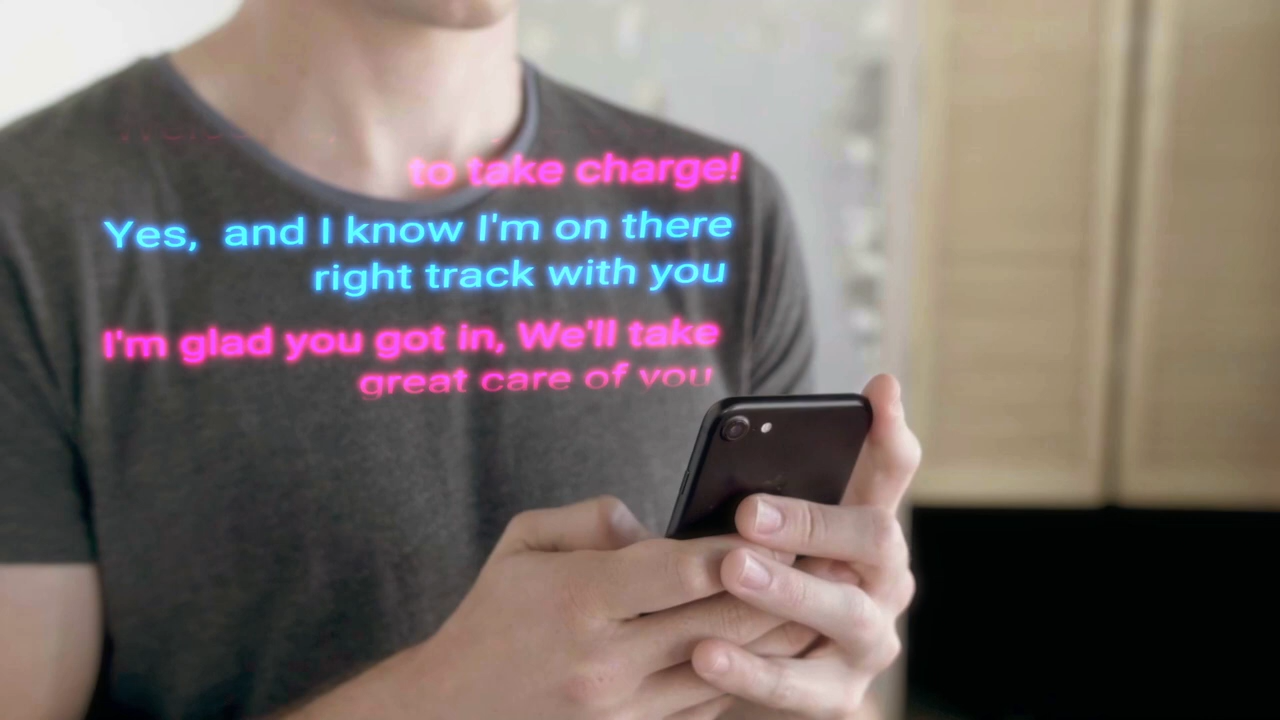 to take charge!
Yes, and I know I'm on there
right track with you
I'm glad you got in, We'll take
great care of you